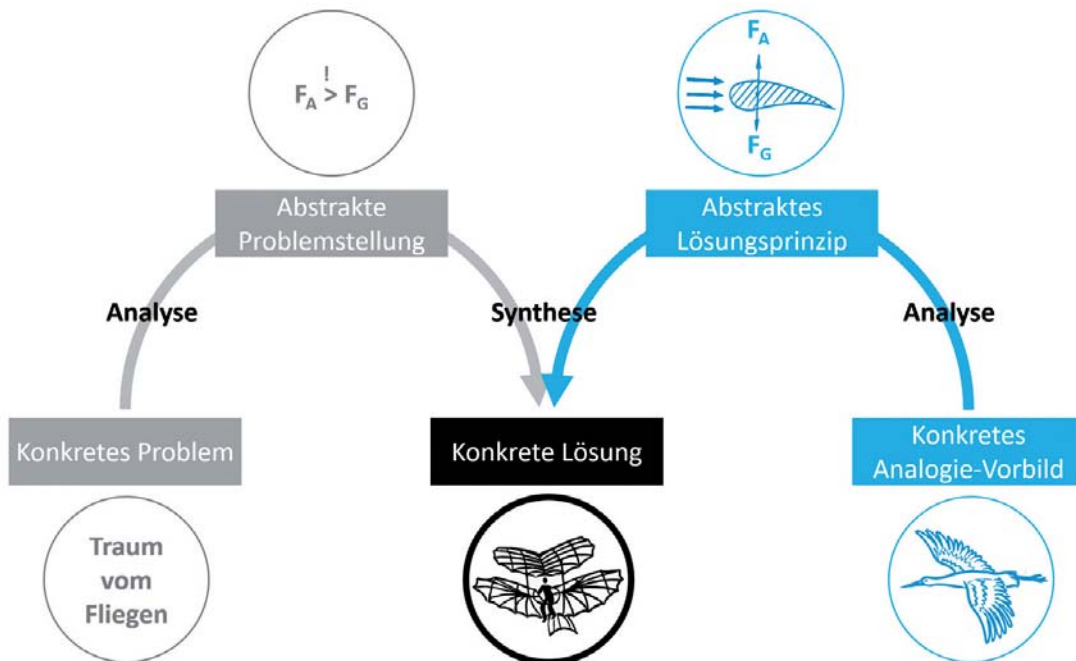 !
F_A > F_G
F_A
F_G
Abstrakte
Problemstellung
Abstraktes
Lösungsprinzip
Analyse
Synthese
Analyse
Konkretes Problem
Konkrete Lösung
Konkretes
Analogie-Vorbild
Traum
vom
Fliegen